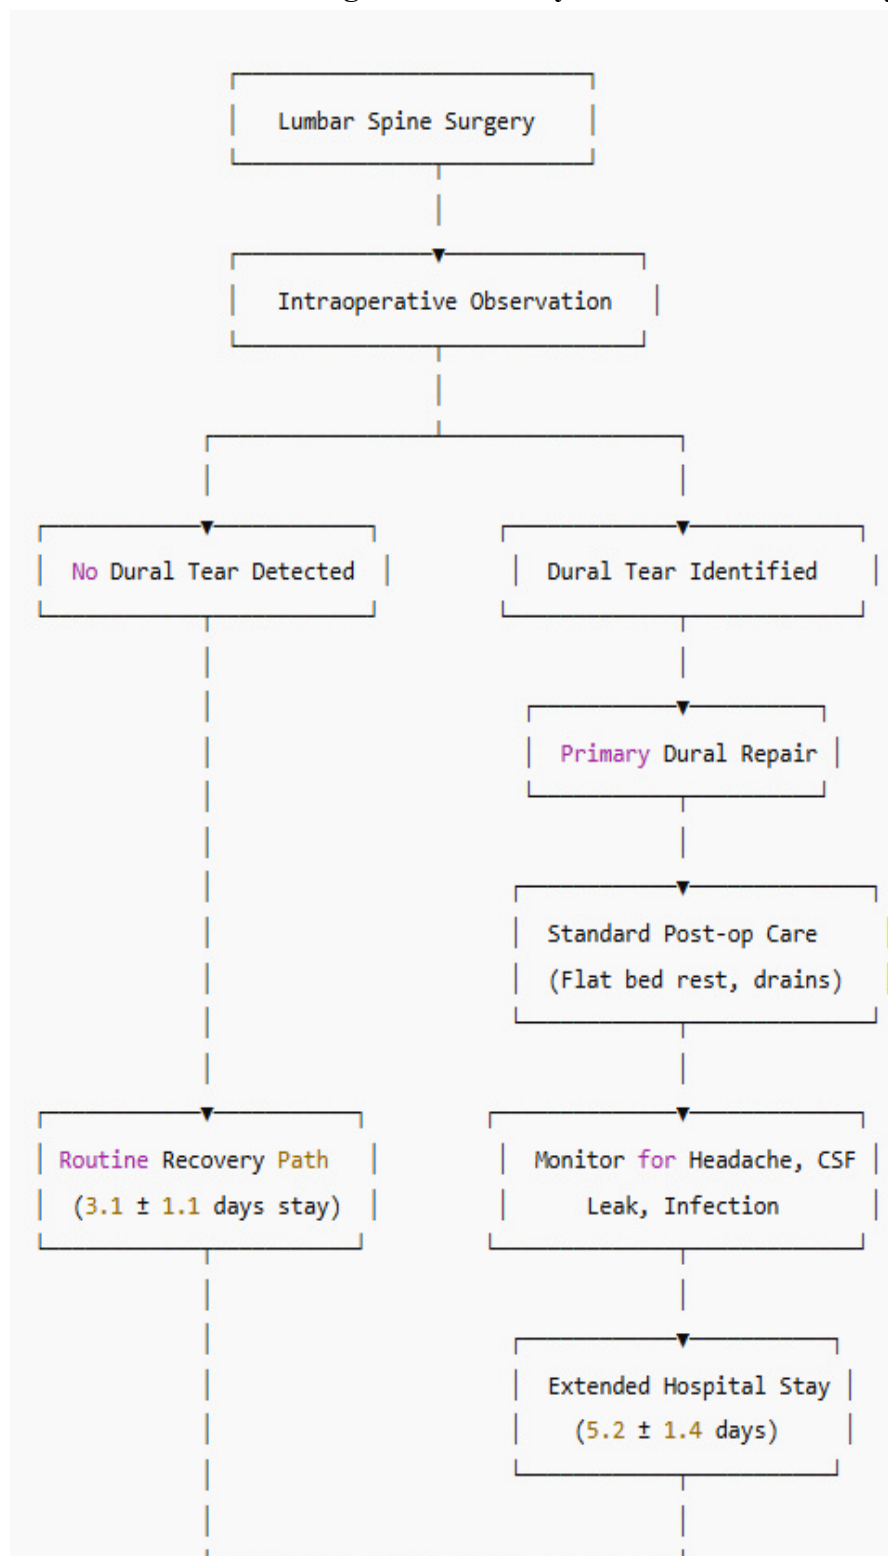 Lumbar Spine Surgery
Intraoperative Observation
No Dural Tear Detected
Dural Tear Identified
Primary Dural Repair
Standard Post-op Care
(Flat bed rest, drains)
Routine Recovery Path
(3.1 ± 1.1 days stay)
Monitor for Headache, CSF
Leak, Infection
Extended Hospital Stay
(5.2 ± 1.4 days)